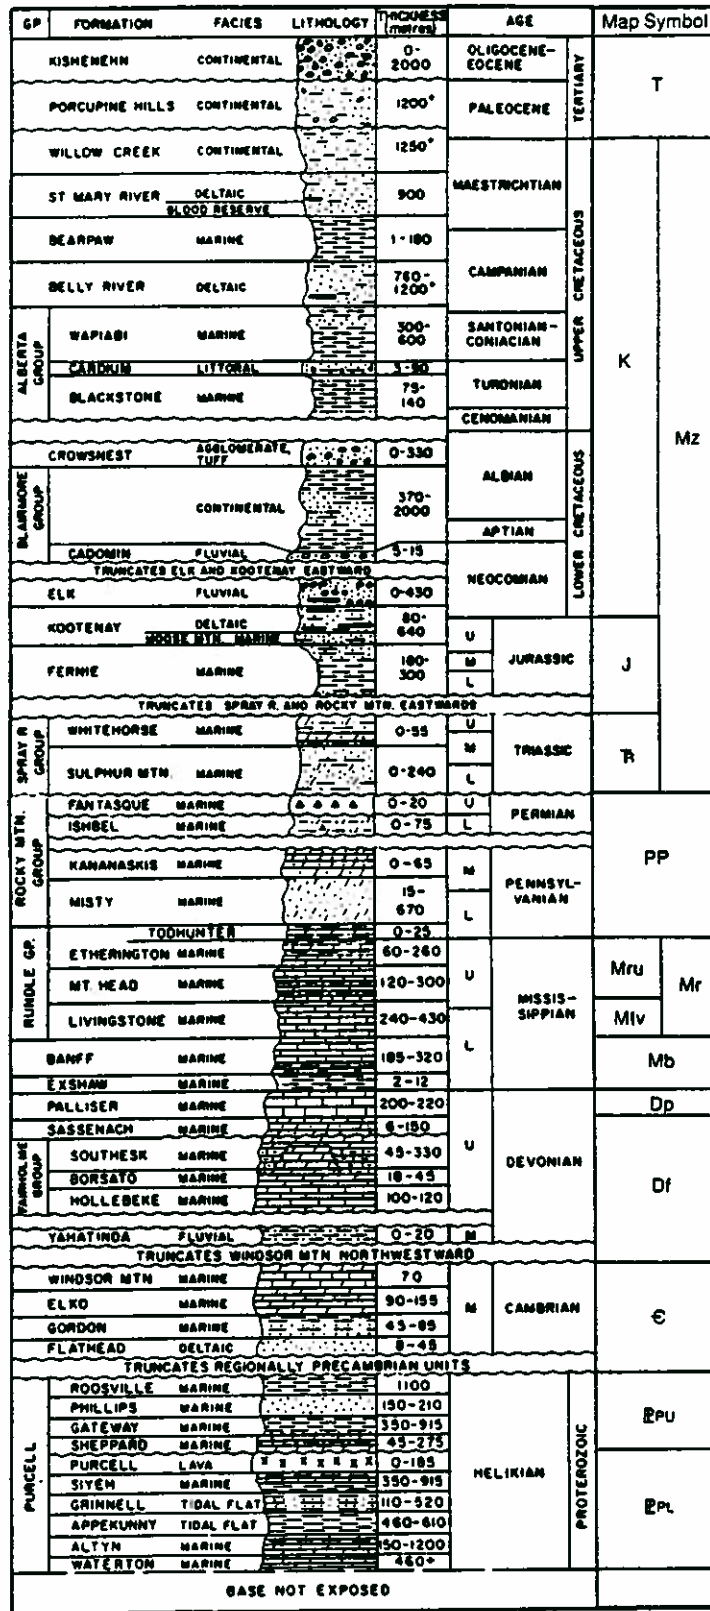 GP FORMATION FACIES LITHOLOGY THICKNESS (metres) AGE Map Symbol
KISHENEHN CONTINENTAL 0-2000 OLIGOCENE-EOCENE TERTIARY T
PORCUPINE HILLS CONTINENTAL 1200+ PALEOCENE
WILLOW CREEK CONTINENTAL 1250+
ST MARY RIVER DELTAIC 900 MAESTRICHTIAN UPPER CRETACEOUS K Mz
BLOOD RESERVE
BEARPAW MARINE 1-180
BELLY RIVER DELTAIC 760-1200+ CAMPANIAN
ALBERTA GROUP WAPIABI MARINE 300-600 SANTONIAN-CONIACIAN
CARDIUM LITTORAL 3-90
BLACKSTONE MARINE 75-140 TURONIAN
CENOMANIAN
CROWSNEST AGGLOMERATE, TUFF 0-330
BLAIRMORE GROUP CONTINENTAL 370-2000 ALBIAN LOWER CRETACEOUS
APTIAN
CADOMIN FLUVIAL 5-15
TRUNCATES ELK AND KOOTENAY EASTWARD NEOCOMIAN
ELK FLUVIAL 0-430
KOOTENAY DELTAIC 80-640
MOOSE MTN. MARINE U
FERNIE MARINE 180-300 M L JURASSIC J
TRUNCATES SPRAY R. AND ROCKY MTN. EASTWARDS
SPRAY R GROUP WHITEHORSE MARINE 0-55 U
M TRIASSIC TR
SULPHUR MTN. MARINE 0-240 L
ROCKY MTN. GROUP FANTASQUE MARINE 0-20 U PERMIAN
ISHBEL MARINE 0-75 L
PP
KANANASKIS MARINE 0-65 M PENNSYL-VANIAN
MISTY 15-670 L
TODHUNTER 0-25
RUNDLE GP. ETHERINGTON MARINE 60-260
MT. HEAD MARINE 120-300 U MISSIS-SIPPIAN Mru Mr
LIVINGSTONE MARINE 240-430 Mlv
BANFF MARINE 185-320 L Mb
EXSHAW MARINE 2-12
PALLISER MARINE 200-220 Dp
SASSENACH MARINE 6-150
FAIRHOLME GROUP SOUTHESK MARINE 45-330 U DEVONIAN
BORSATO MARINE 18-45 Df
HOLLEBEKE MARINE 100-120
YAHATINDA FLUVIAL 0-20 M
TRUNCATES WINDSOR MTN NORTHWESTWARD
WINDSOR MTN MARINE 70
ELKO MARINE 90-155 M CAMBRIAN Є
GORDON MARINE 45-85
FLATHEAD DELTAIC 8-45
TRUNCATES REGIONALLY PRECAMBRIAN UNITS
PURCELL ROOSVILLE MARINE 1100
PHILLIPS MARINE 150-210 PPU
GATEWAY MARINE 350-915
SHEPPARD MARINE 45-275
PURCELL LAVA 0-185 HELIKIAN PROTEROZOIC
SIYEH MARINE 350-915
GRINNELL TIDAL FLAT 110-520 PPL
APPEKUNNY TIDAL FLAT 460-610
ALTYN MARINE 150-1200
WATERTON MARINE 460+
BASE NOT EXPOSED